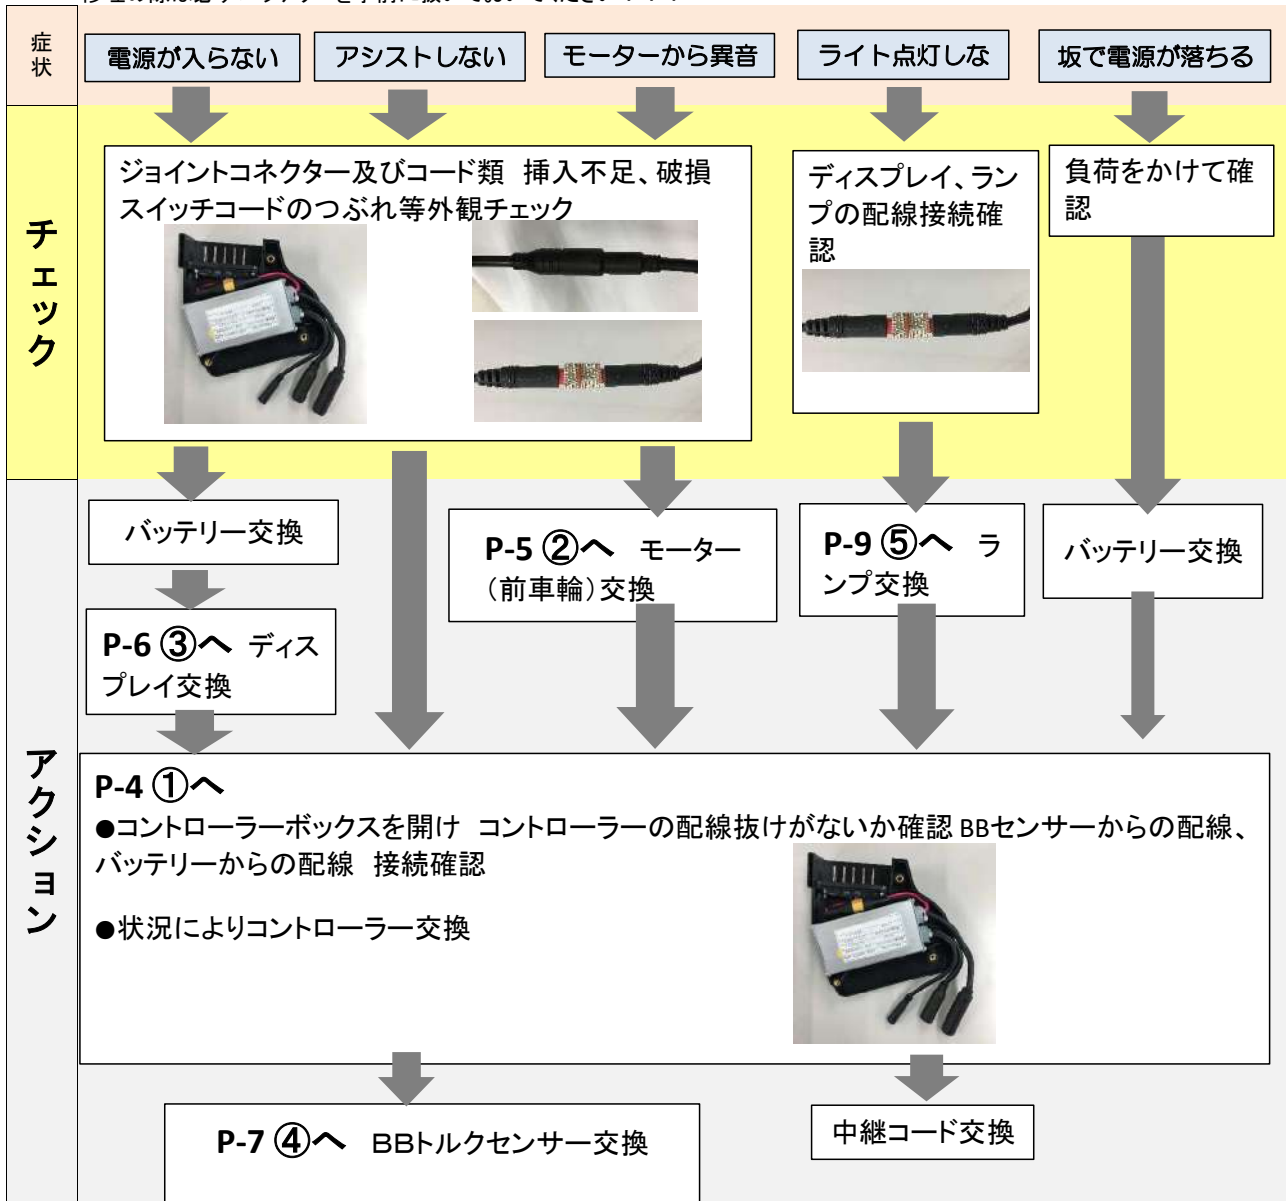 症
状
電源が入らない
アシストしない
モーターから異音
ライト点灯しな
坂で電源が落ちる
チェック
ジョイントコネクター及びコード類　挿入不足、破損
スイッチコードのつぶれ等外観チェック
ディスプレイ、ラン
プの配線接続確
認
負荷をかけて確
認
アクション
バッテリー交換
P-6 ③へ　ディス
プレイ交換
P-5 ②へ　モーター
（前車輪）交換
P-9 ⑤へ　ラ
ンプ交換
バッテリー交換
P-4 ①へ
●コントローラーボックスを開け　コントローラーの配線抜けがないか確認 BBセンサーからの配線、
バッテリーからの配線　接続確認
●状況によりコントローラー交換
P-7 ④へ　ＢＢトルクセンサー交換
中継コード交換